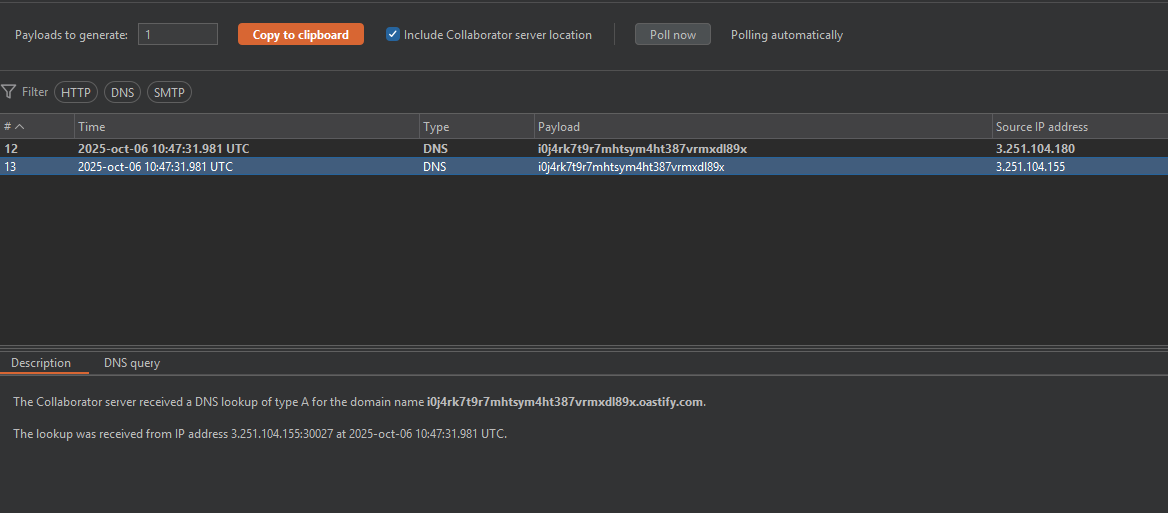 Payloads to generate: 1 Copy to clipboard Include Collaborator server location Poll now Polling automatically
Filter HTTP DNS SMTP
# Time Type Payload Source IP address
12 2025-oct-06 10:47:31.981 UTC DNS i0j4rk7t9r7mhtsym4ht387vrmxdl89x 3.251.104.180
13 2025-oct-06 10:47:31.981 UTC DNS i0j4rk7t9r7mhtsym4ht387vrmxdl89x 3.251.104.155
Description DNS query
The Collaborator server received a DNS lookup of type A for the domain name i0j4rk7t9r7mhtsym4ht387vrmxdl89x.oastify.com.
The lookup was received from IP address 3.251.104.155:30027 at 2025-oct-06 10:47:31.981 UTC.